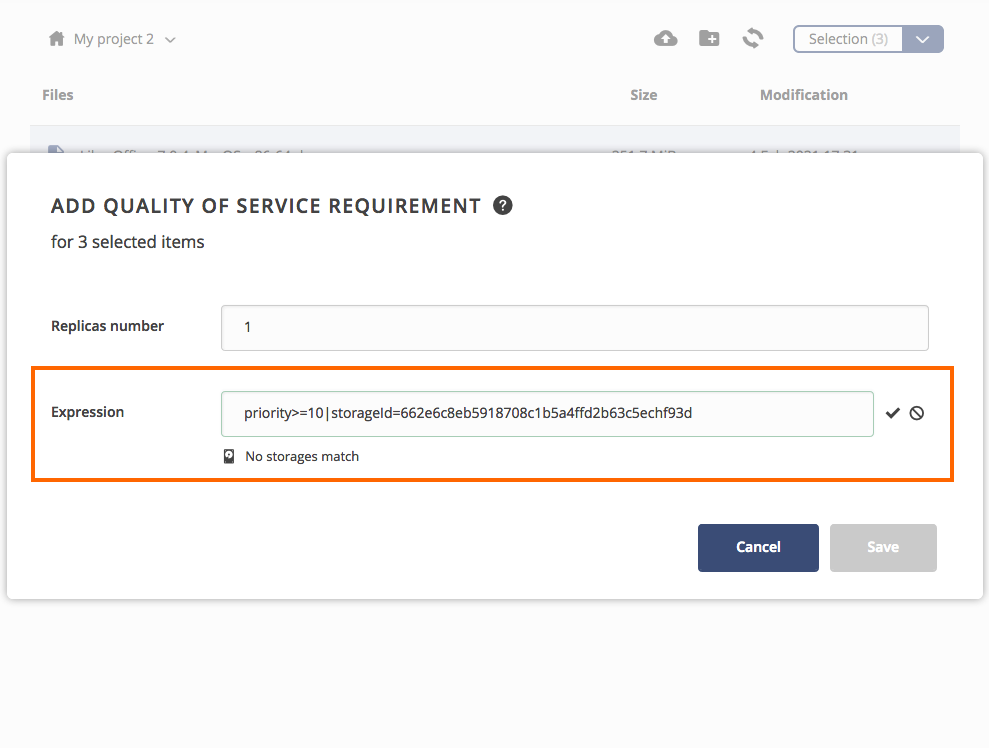 My project 2
Selection (3)
Files Size Modification
ADD QUALITY OF SERVICE REQUIREMENT ?
for 3 selected items
Replicas number 1
Expression priority>=10|storageId=662e6c8eb5918708c1b5a4ffd2b63c5echf93d
No storages match
Cancel Save